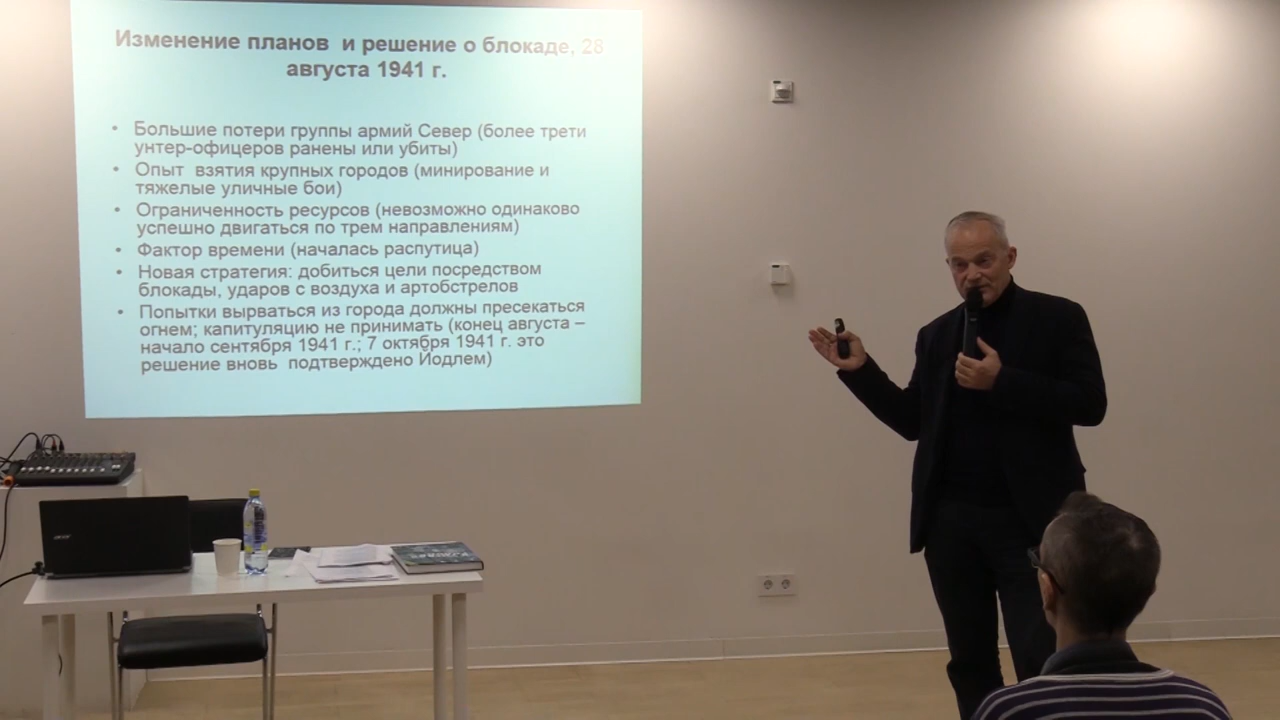 Изменение планов и решение о блокаде, 28
августа 1941 г.
• Большие потери группы армий Север (более трети
унтер-офицеров ранены или убиты)
• Опыт взятия крупных городов (минирование и
тяжелые уличные бои)
• Ограниченность ресурсов (невозможно одинаково
успешно двигаться по трем направлениям)
• Фактор времени (началась распутица)
• Новая стратегия: добиться цели посредством
блокады, ударов с воздуха и артобстрелов
• Попытки вырваться из города должны пресекаться
огнем; капитуляцию не принимать (конец августа –
начало сентября 1941 г.; 7 октября 1941 г. это
решение вновь подтверждено Йодлем)
acer